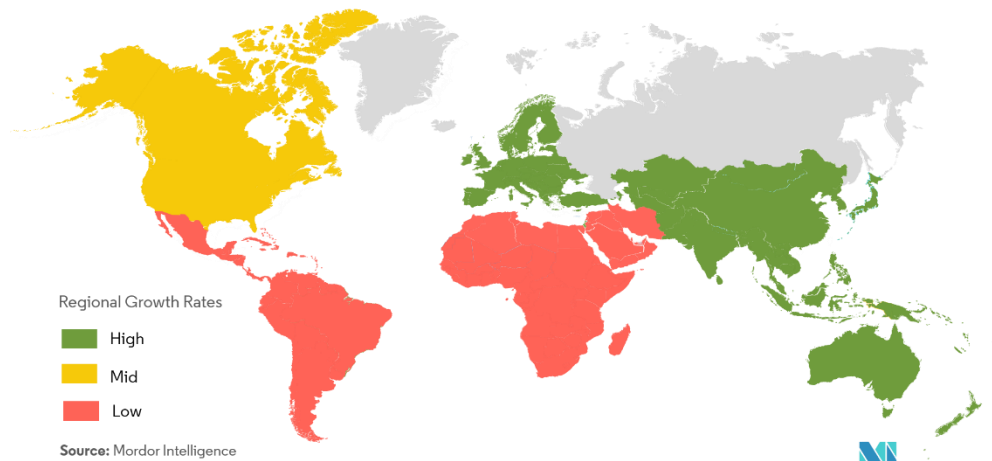 Regional Growth Rates
High
Mid
Low
Source: Mordor Intelligence